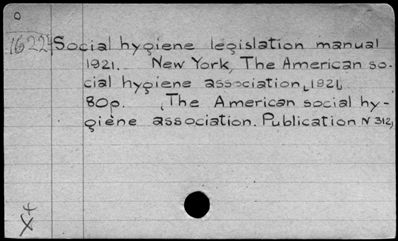 O
1622 Social hygiene legislation manual
1921. New York, The American so-
cial hygiene association, 1921.
80p. (The American social hy-
giene association. Publication N 312)